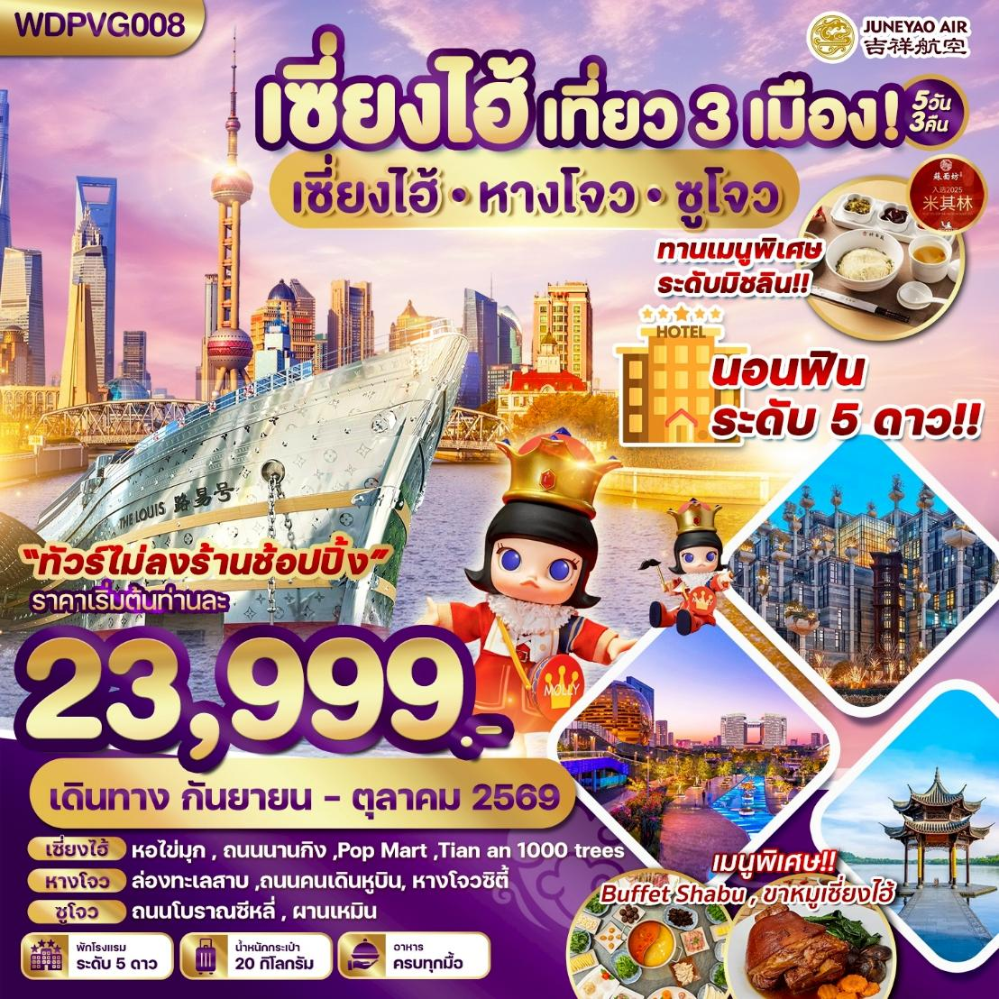 WDPVG008
JUNEYAO AIR
吉祥航空
เซี่ยงไฮ้ เที่ยว 3 เมือง!
5วัน
3คืน
เซี่ยงไฮ้ • หางโจว • ซูโจว
蘇面坊
入选2025
米其林
ทานเมนูพิเศษ
ระดับมิชลิน!!
HOTEL
นอนฟิน
ระดับ 5 ดาว!!
THE LOUIS 路易号
"ทัวร์ไม่ลงร้านช้อปปิ้ง"
ราคาเริ่มต้นท่านละ
23,999.-
MOLLY
เดินทาง กันยายน - ตุลาคม 2569
เซี่ยงไฮ้ หอไข่มุก , ถนนนานกิง ,Pop Mart ,Tian an 1000 trees
หางโจว ล่องทะเลสาบ ,ถนนคนเดินหูบิน, หางโจวซิตี้
ซูโจว ถนนโบราณซีหลี่ , ผานเหมิน
เมนูพิเศษ!!
Buffet Shabu , ขาหมูเซี่ยงไฮ้
พักโรงแรม
ระดับ 5 ดาว
น้ำหนักกระเป๋า
20 กิโลกรัม
อาหาร
ครบทุกมื้อ